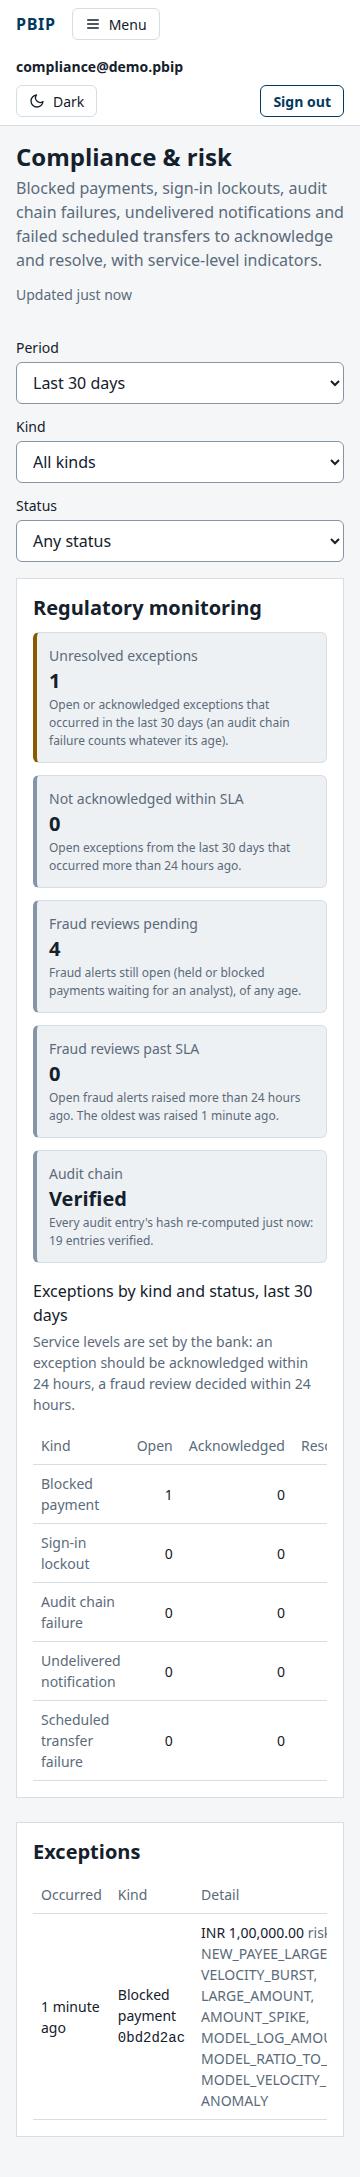 PBIP Menu
compliance@demo.pbip
Dark Sign out
Compliance & risk
Blocked payments, sign-in lockouts, audit
chain failures, undelivered notifications and
failed scheduled transfers to acknowledge
and resolve, with service-level indicators.
Updated just now
Period
Last 30 days
Kind
All kinds
Status
Any status
Regulatory monitoring
Unresolved exceptions
1
Open or acknowledged exceptions that
occurred in the last 30 days (an audit chain
failure counts whatever its age).
Not acknowledged within SLA
0
Open exceptions from the last 30 days that
occurred more than 24 hours ago.
Fraud reviews pending
4
Fraud alerts still open (held or blocked
payments waiting for an analyst), of any age.
Fraud reviews past SLA
0
Open fraud alerts raised more than 24 hours
ago. The oldest was raised 1 minute ago.
Audit chain
Verified
Every audit entry's hash re-computed just now:
19 entries verified.
Exceptions by kind and status, last 30
days
Service levels are set by the bank: an
exception should be acknowledged within
24 hours, a fraud review decided within 24
hours.
Kind Open Acknowledged
Blocked
payment 1 0
Sign-in
lockout 0 0
Audit chain
failure 0 0
Undelivered
notification 0 0
Scheduled
transfer
failure 0 0
Exceptions
Occurred Kind Detail
1 minute
ago
Blocked
payment
0bd2d2ac
INR 1,00,000.00 risk
NEW_PAYEE_LARGE
VELOCITY_BURST,
LARGE_AMOUNT,
AMOUNT_SPIKE,
MODEL_LOG_AMOU
MODEL_RATIO_TO_
MODEL_VELOCITY_
ANOMALY